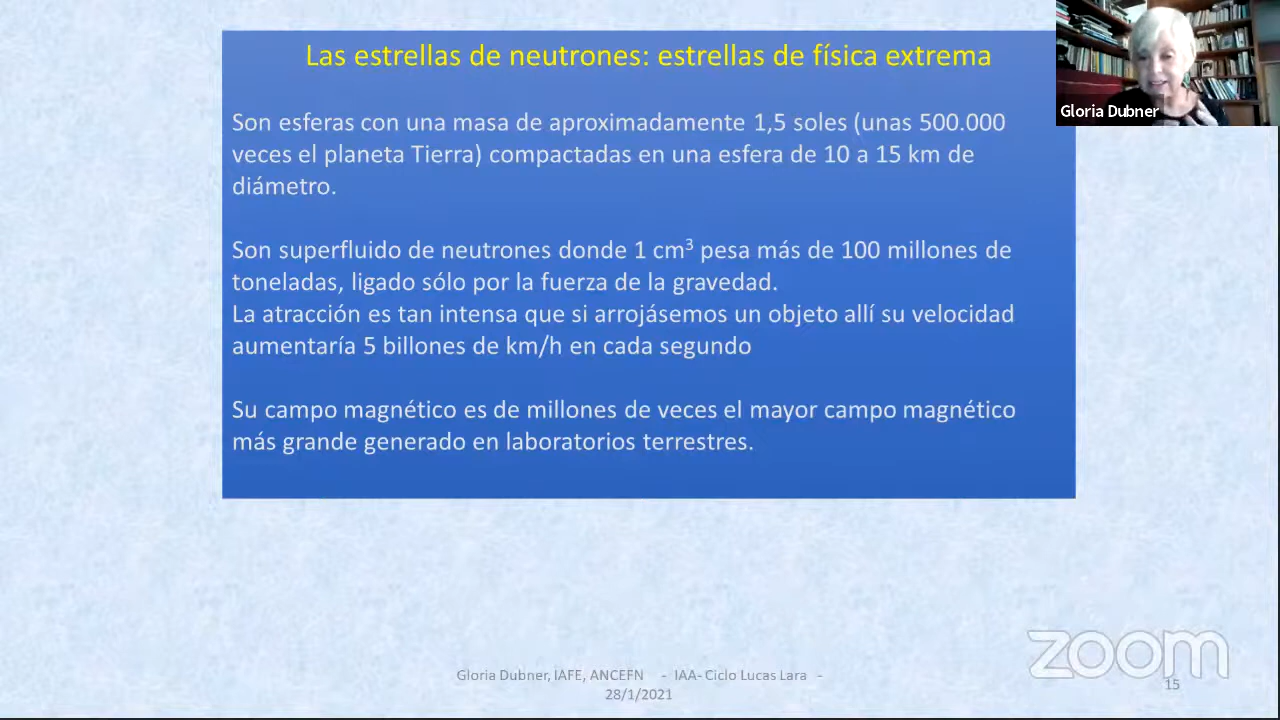 Las estrellas de neutrones: estrellas de física extrema
Gloria Dubner
Son esferas con una masa de aproximadamente 1,5 soles (unas 500.000
veces el planeta Tierra) compactadas en una esfera de 10 a 15 km de
diámetro.
Son superfluido de neutrones donde 1 cm³ pesa más de 100 millones de
toneladas, ligado sólo por la fuerza de la gravedad.
La atracción es tan intensa que si arrojásemos un objeto allí su velocidad
aumentaría 5 billones de km/h en cada segundo
Su campo magnético es de millones de veces el mayor campo magnético
más grande generado en laboratorios terrestres.
zoom
Gloria Dubner, IAFE, ANCEFN - IAA- Ciclo Lucas Lara -
28/1/2021
15